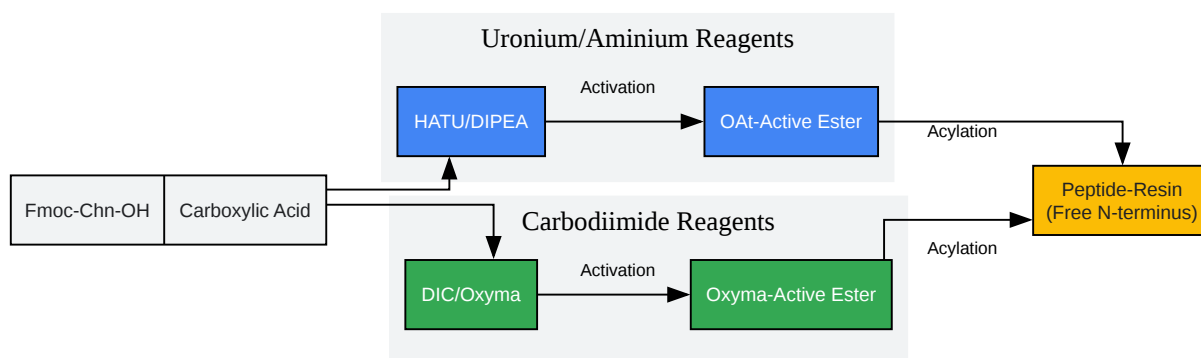 Uronium/Aminium Reagents
HATU/DIPEA
Activation
OAt-Active Ester
Acylation
Fmoc-Chn-OH
Carboxylic Acid
Peptide-Resin
(Free N-terminus)
Carbodiimide Reagents
DIC/Oxyma
Activation
Oxyma-Active Ester
Acylation